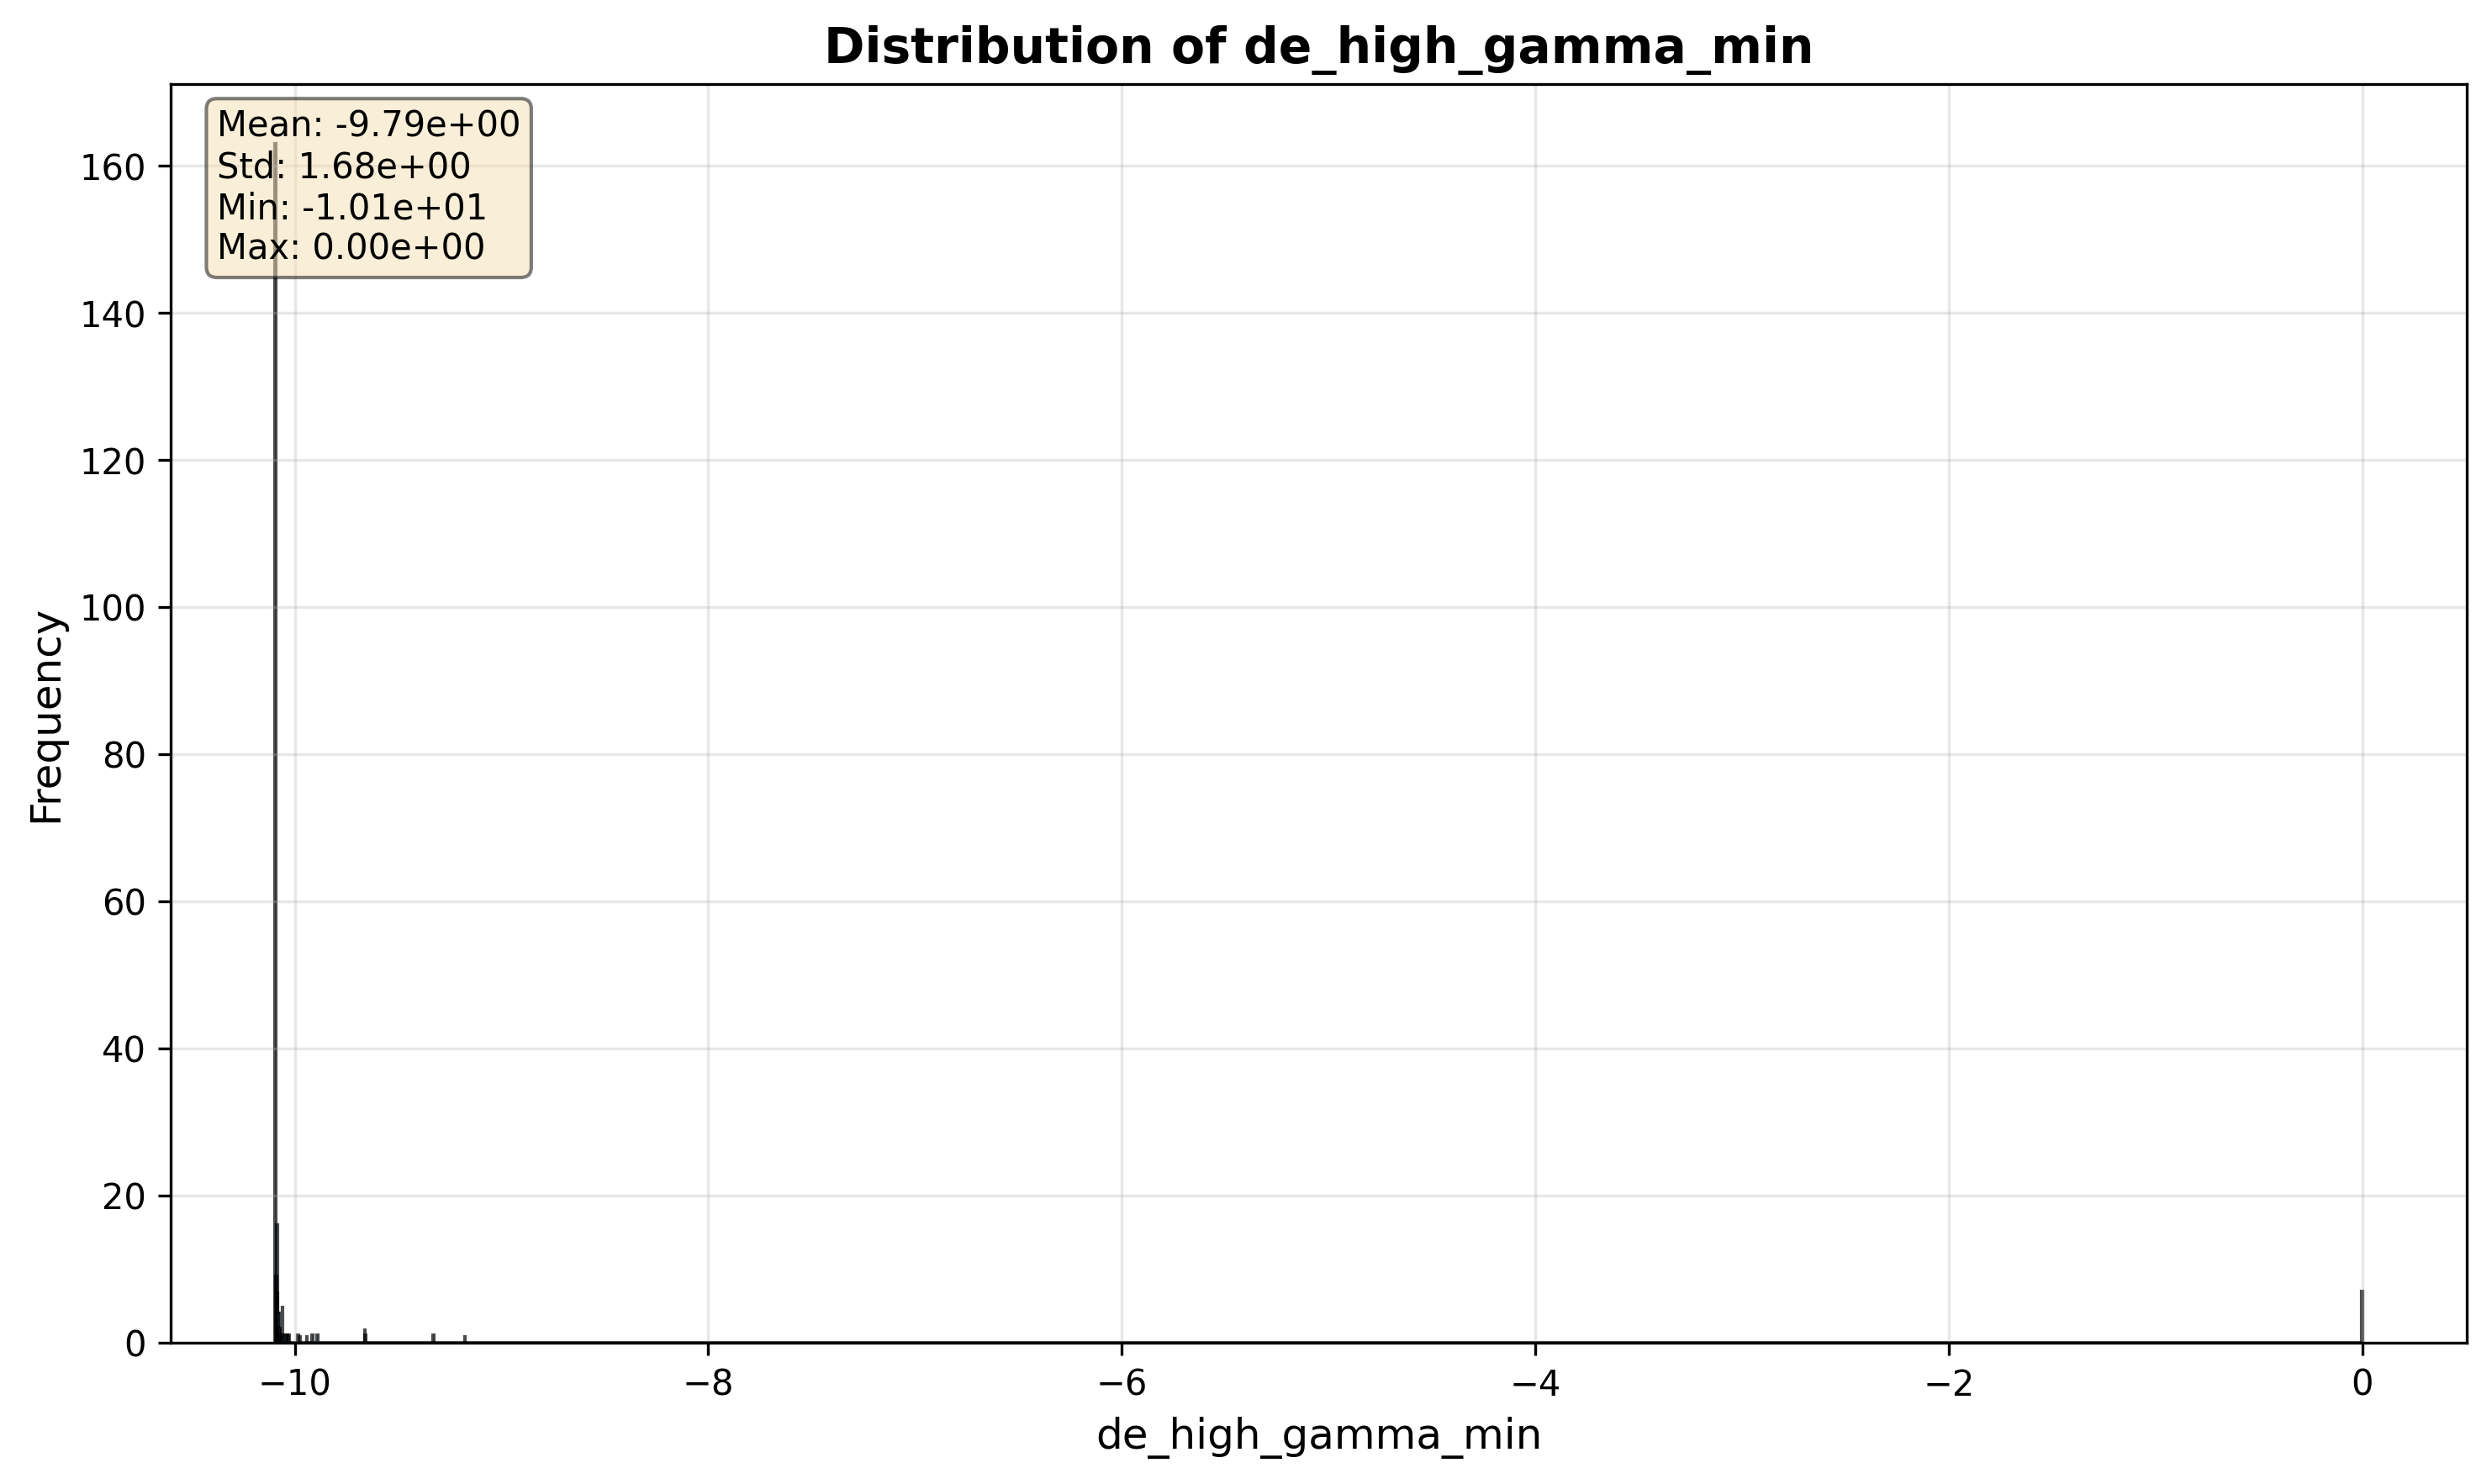 Distribution of de_high_gamma_min
Mean: -9.79e+00
Std: 1.68e+00
Min: -1.01e+01
Max: 0.00e+00
160
140
120
100
80
60
40
20
0
Frequency
−10
−8
−6
−4
−2
0
de_high_gamma_min